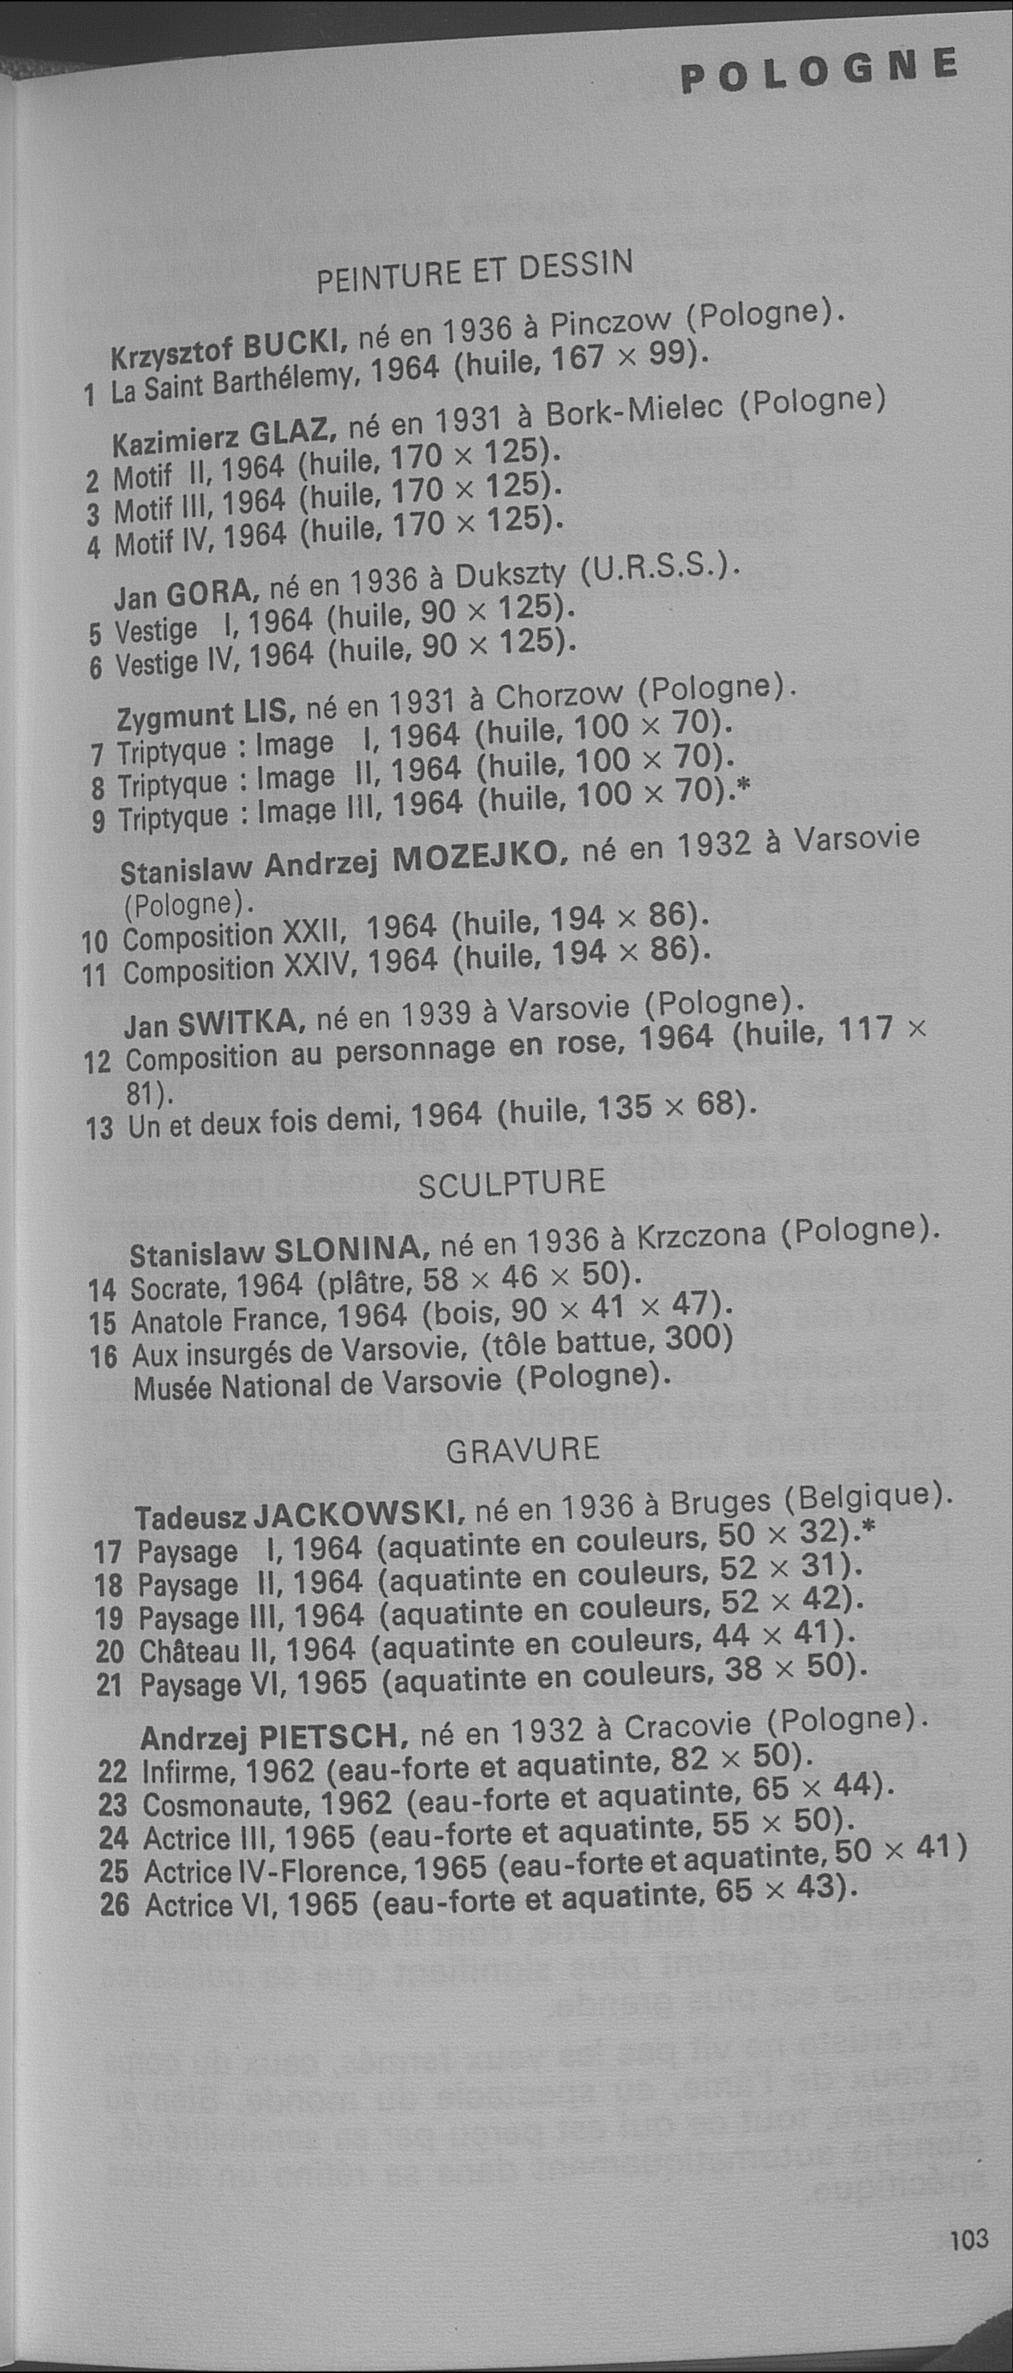 POLOGNE
PEINTURE ET DESSIN
Krzysztof BUCKI, né en 1936 à Pinczow (Pologne).
1 La Saint Barthélemy, 1964 (huile, 167 × 99).
Kazimierz GLAZ, né en 1931 à Bork-Mielec (Pologne)
2 Motif II, 1964 (huile, 170 × 125).
3 Motif III, 1964 (huile, 170 × 125).
4 Motif IV, 1964 (huile, 170 × 125).
Jan GORA, né en 1936 à Dukszty (U.R.S.S.).
5 Vestige I, 1964 (huile, 90 × 125).
6 Vestige IV, 1964 (huile, 90 × 125).
Zygmunt LIS, né en 1931 à Chorzow (Pologne).
7 Triptyque : Image I, 1964 (huile, 100 × 70).
8 Triptyque : Image II, 1964 (huile, 100 × 70).
9 Triptyque : Image III, 1964 (huile, 100 × 70).*
Stanislaw Andrzej MOZEJKO, né en 1932 à Varsovie
(Pologne).
10 Composition XXII, 1964 (huile, 194 × 86).
11 Composition XXIV, 1964 (huile, 194 × 86).
Jan SWITKA, né en 1939 à Varsovie (Pologne).
12 Composition au personnage en rose, 1964 (huile, 117 ×
81).
13 Un et deux fois demi, 1964 (huile, 135 × 68).
SCULPTURE
Stanislaw SLONINA, né en 1936 à Krzczona (Pologne).
14 Socrate, 1964 (plâtre, 58 × 46 × 50).
15 Anatole France, 1964 (bois, 90 × 41 × 47).
16 Aux insurgés de Varsovie, (tôle battue, 300)
Musée National de Varsovie (Pologne).
GRAVURE
Tadeusz JACKOWSKI, né en 1936 à Bruges (Belgique).
17 Paysage I, 1964 (aquatinte en couleurs, 50 × 32).*
18 Paysage II, 1964 (aquatinte en couleurs, 52 × 31).
19 Paysage III, 1964 (aquatinte en couleurs, 52 × 42).
20 Château II, 1964 (aquatinte en couleurs, 44 × 41).
21 Paysage VI, 1965 (aquatinte en couleurs, 38 × 50).
Andrzej PIETSCH, né en 1932 à Cracovie (Pologne).
22 Infirme, 1962 (eau-forte et aquatinte, 82 × 50).
23 Cosmonaute, 1962 (eau-forte et aquatinte, 65 × 44).
24 Actrice III, 1965 (eau-forte et aquatinte, 55 × 50).
25 Actrice IV-Florence, 1965 (eau-forte et aquatinte, 50 × 41)
26 Actrice VI, 1965 (eau-forte et aquatinte, 65 × 43).
103